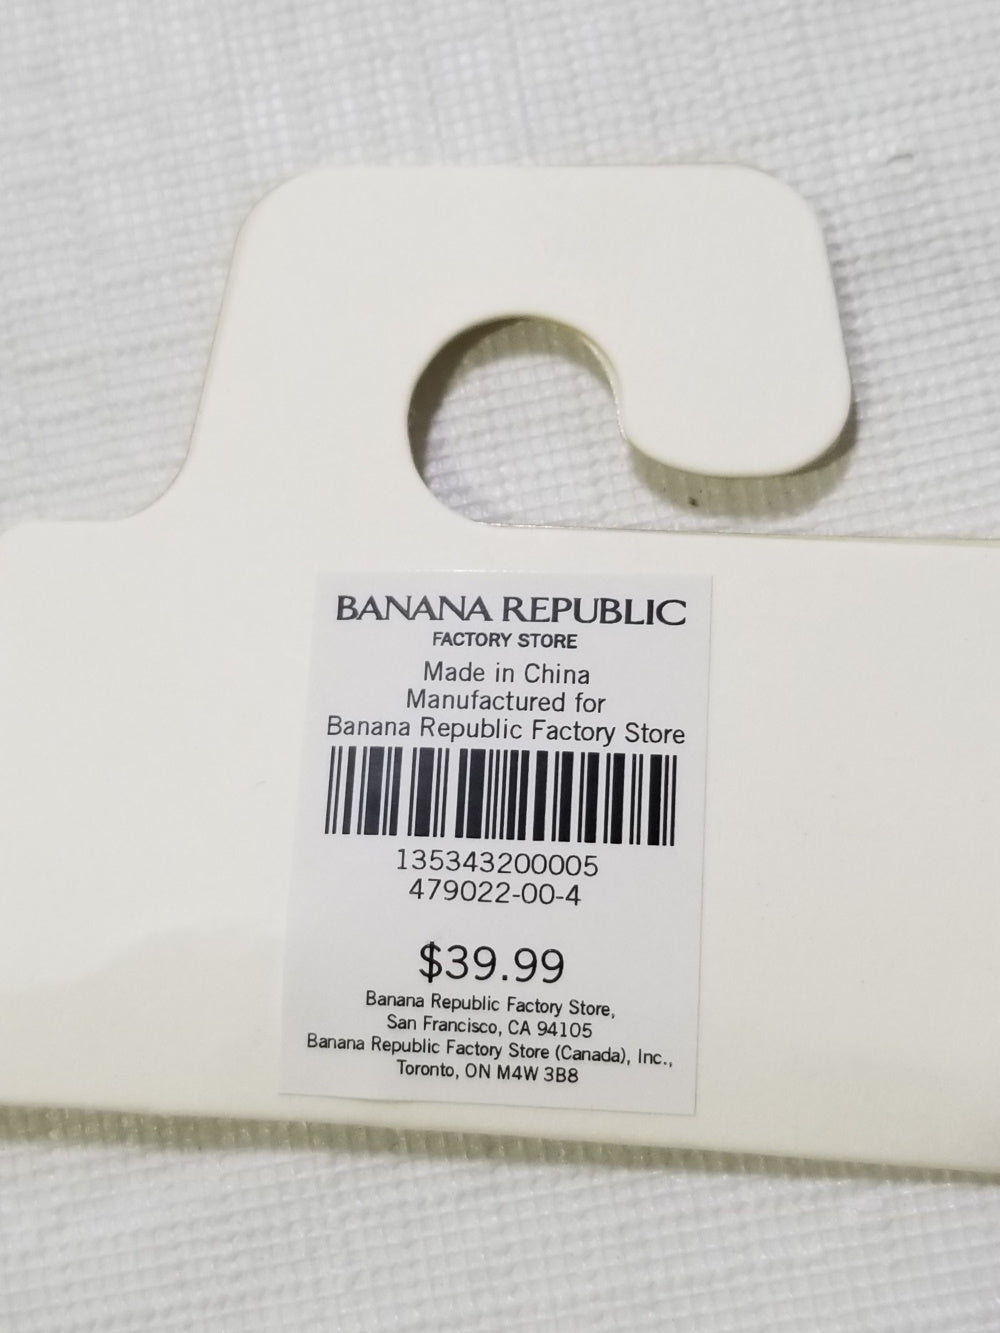 BANANA REPUBLIC
FACTORY STORE
Made in China
Manufactured for
Banana Republic Factory Store
135343200005
479022-00-4
$39.99
Banana Republic Factory Store,
San Francisco, CA 94105
Banana Republic Factory Store (Canada), Inc.,
Toronto, ON M4W 3B8